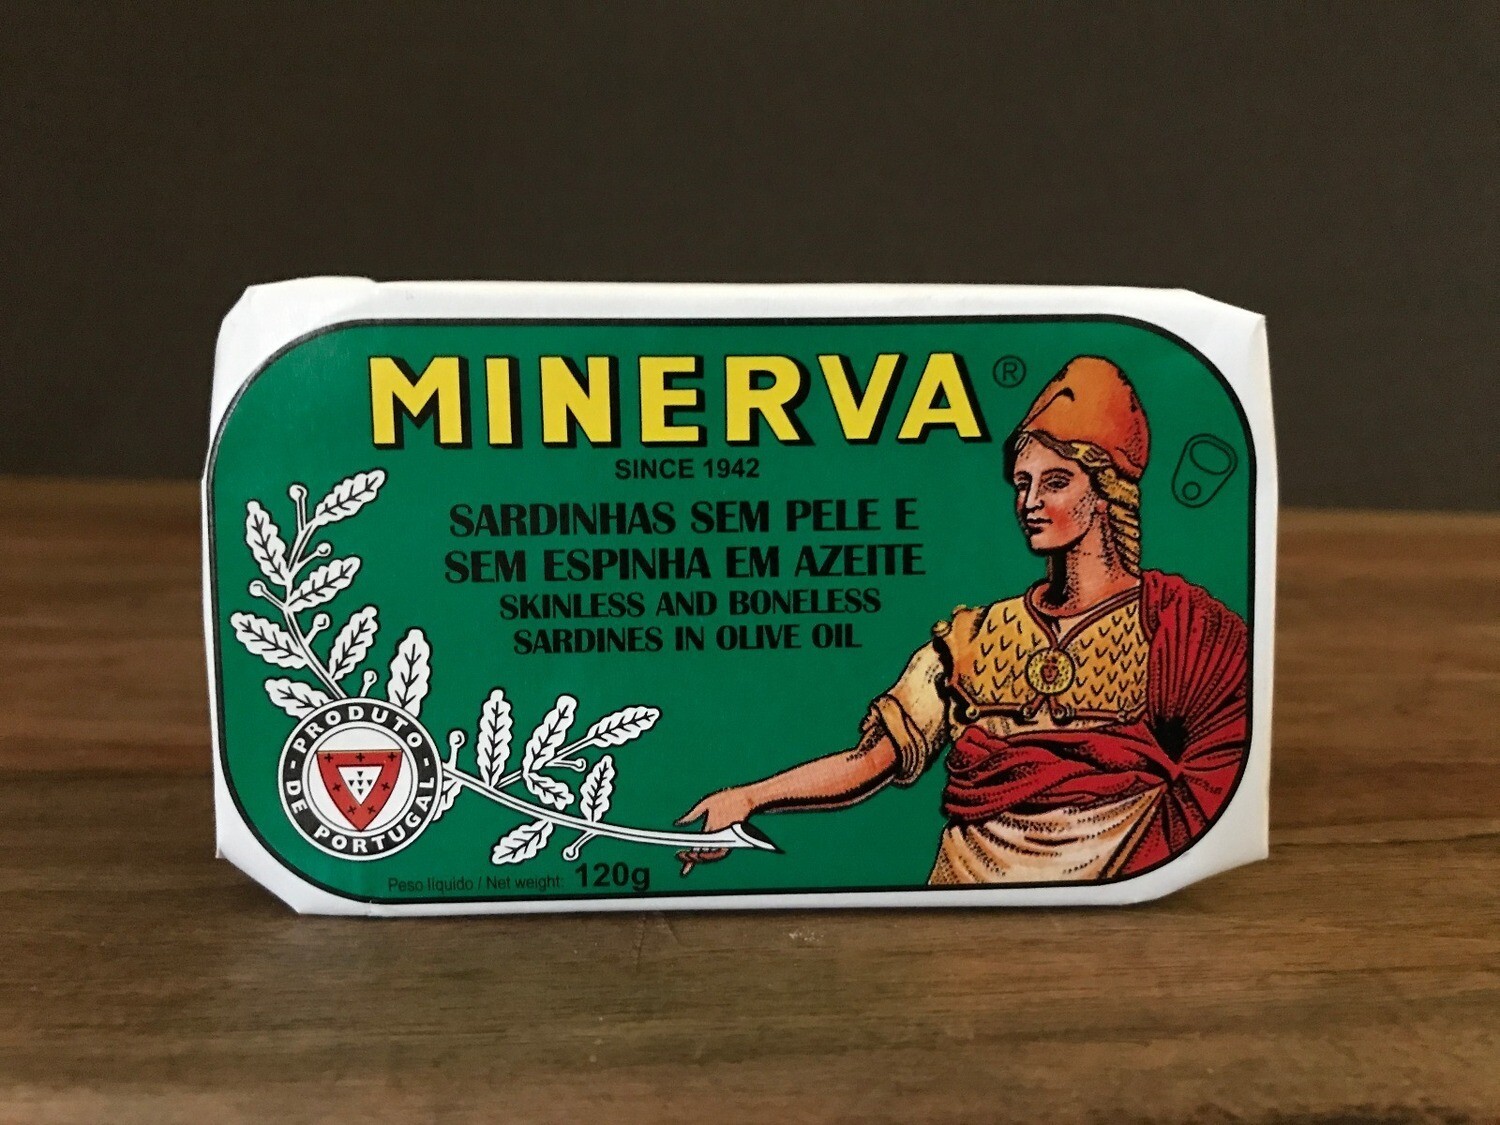 MINERVA®
SINCE 1942
SARDINHAS SEM PELE E
SEM ESPINHA EM AZEITE
SKINLESS AND BONELESS
SARDINES IN OLIVE OIL
PRODUTO
DE PORTUGAL
Peso líquido / Net weight: 120g